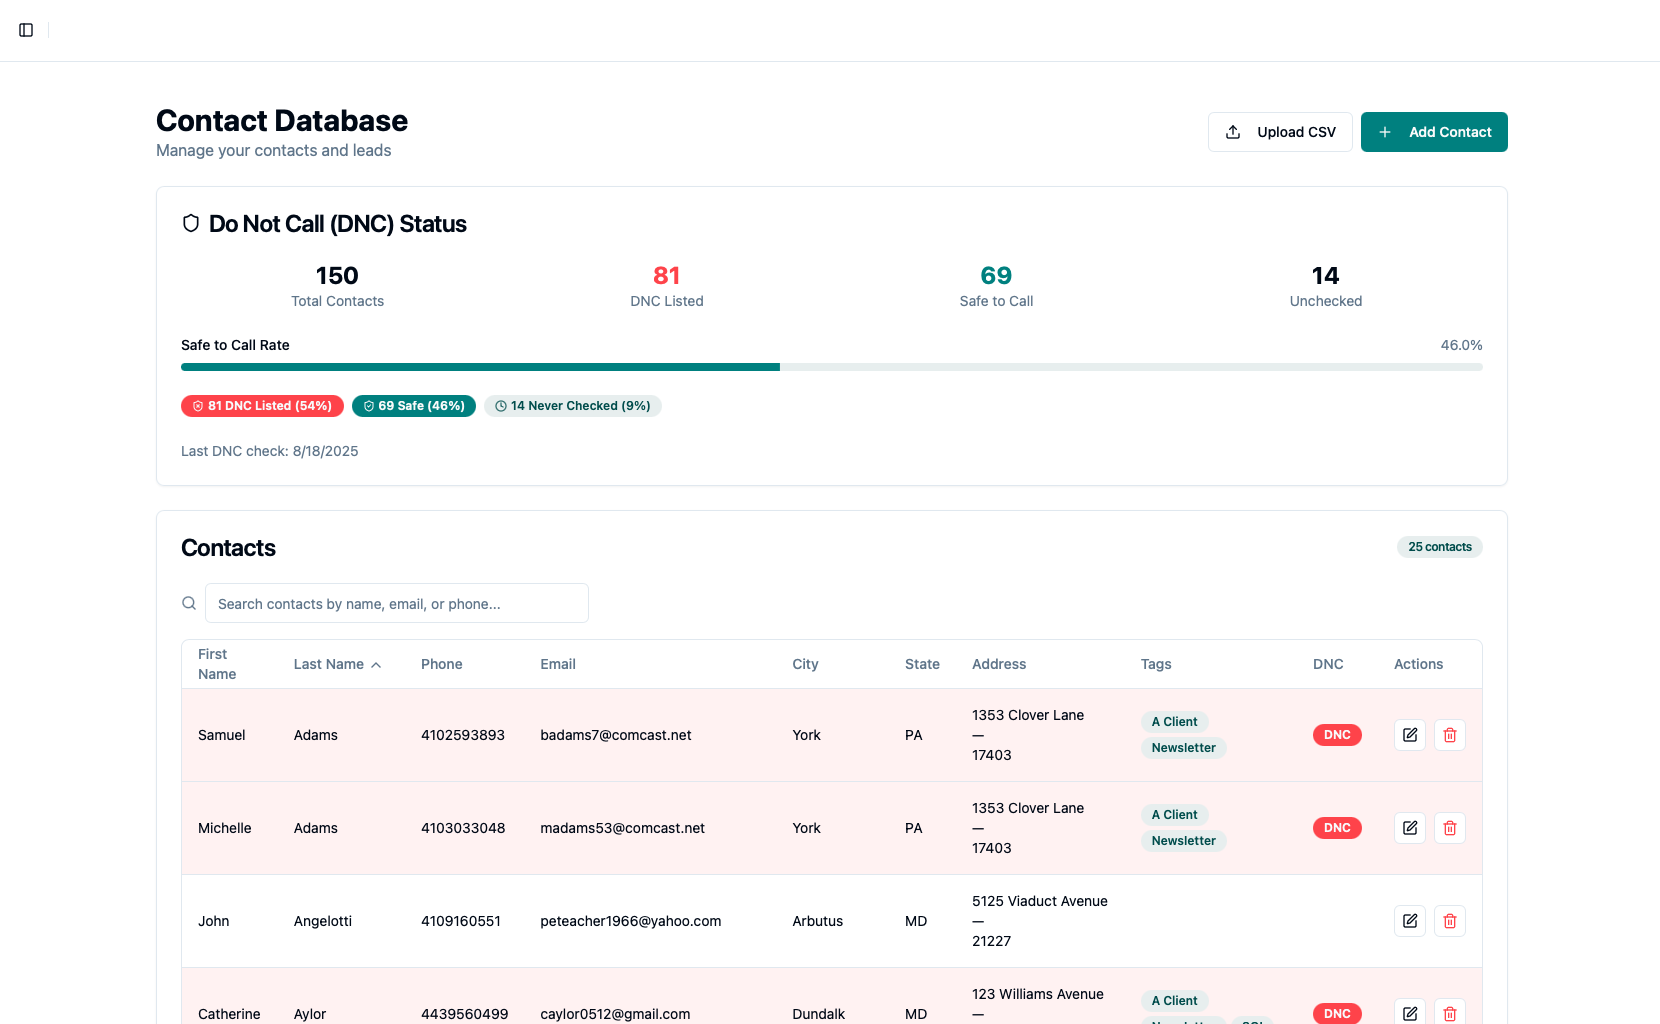 Contact Database
Manage your contacts and leads
Upload CSV
Add Contact
Do Not Call (DNC) Status
150
Total Contacts
81
DNC Listed
69
Safe to Call
14
Unchecked
Safe to Call Rate
46.0%
81 DNC Listed (54%)
69 Safe (46%)
14 Never Checked (9%)
Last DNC check: 8/18/2025
Contacts
25 contacts
Search contacts by name, email, or phone...
First Name
Last Name
Phone
Email
City
State
Address
Tags
DNC
Actions
Samuel
Adams
4102593893
badams7@comcast.net
York
PA
1353 Clover Lane
—
17403
A Client
Newsletter
DNC
Michelle
Adams
4103033048
madams53@comcast.net
York
PA
1353 Clover Lane
—
17403
A Client
Newsletter
DNC
John
Angelotti
4109160551
peteacher1966@yahoo.com
Arbutus
MD
5125 Viaduct Avenue
—
21227
Catherine
Aylor
4439560499
caylor0512@gmail.com
Dundalk
MD
123 Williams Avenue
—
A Client
DNC